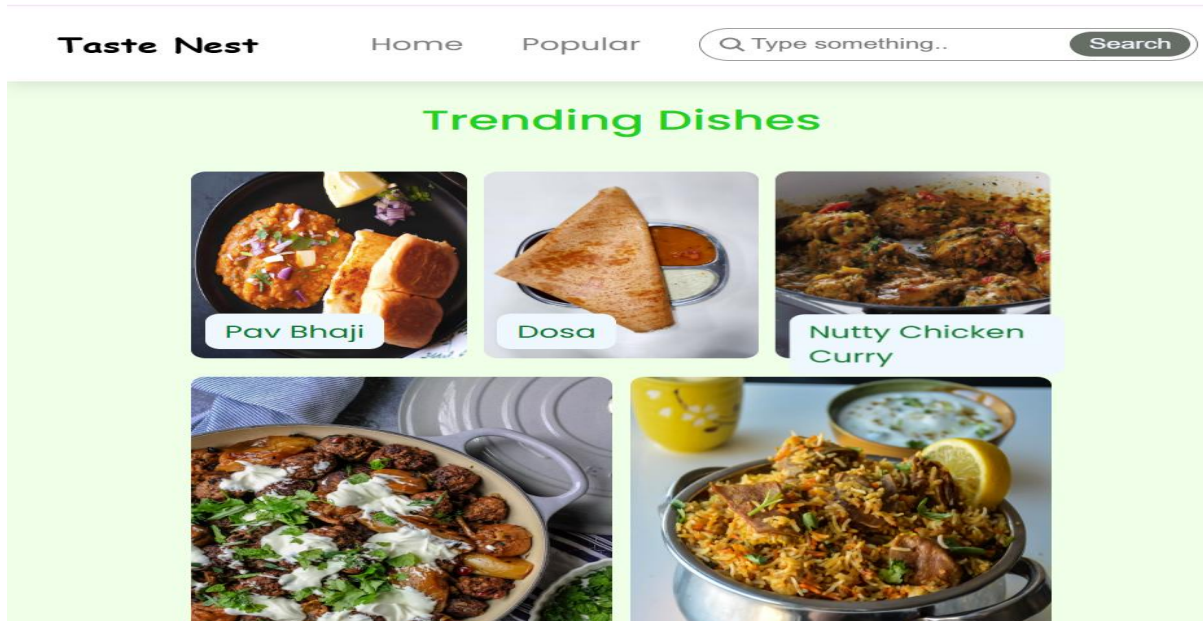 Taste Nest
Home
Popular
Type something..
Search
Trending Dishes
Pav Bhaji
Dosa
Nutty Chicken
Curry